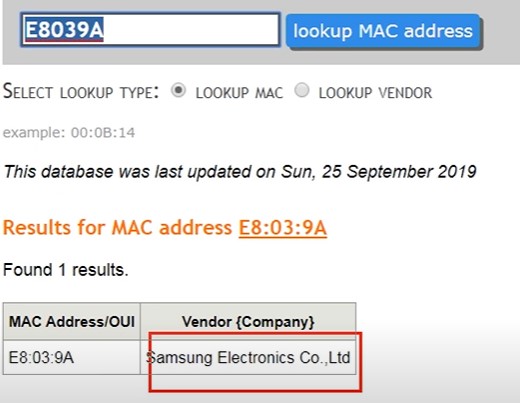 E8039A lookup MAC address
SELECT LOOKUP TYPE: LOOKUP MAC LOOKUP VENDOR
example: 00:0B:14
This database was last updated on Sun, 25 September 2019
Results for MAC address E8:03:9A
Found 1 results.
MAC Address/OUI Vendor {Company}
E8:03:9A Samsung Electronics Co.,Ltd